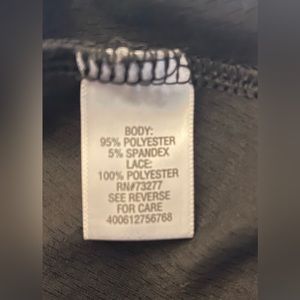 BODY:
95% POLYESTER
5% SPANDEX
LACE:
100% POLYESTER
RN#73277
SEE REVERSE
FOR CARE
400612756768